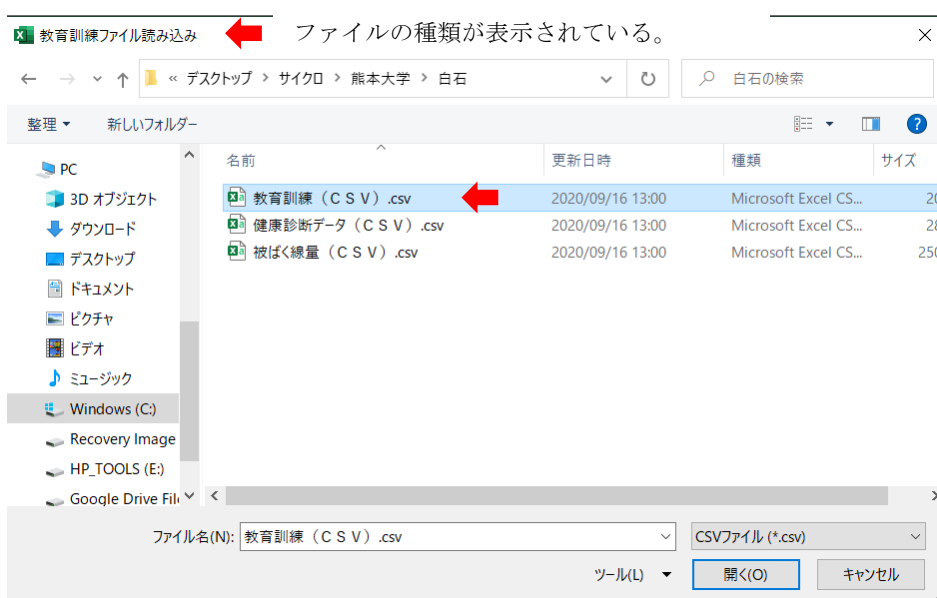 教育訓練ファイル読み込み
ファイルの種類が表示されている。
« デスクトップ › サイクロ › 熊本大学 › 白石
白石の検索
整理
新しいフォルダー
PC
3D オブジェクト
ダウンロード
デスクトップ
ドキュメント
ピクチャ
ビデオ
ミュージック
Windows (C:)
Recovery Image
HP_TOOLS (E:)
Google Drive File
名前 更新日時 種類 サイズ
教育訓練（ＣＳＶ）.csv 2020/09/16 13:00 Microsoft Excel CS... 20
健康診断データ（ＣＳＶ）.csv 2020/09/16 13:00 Microsoft Excel CS... 28
被ばく線量（ＣＳＶ）.csv 2020/09/16 13:00 Microsoft Excel CS... 250
ファイル名(N): 教育訓練（ＣＳＶ）.csv CSVファイル (*.csv)
ツール(L) 開く(O) キャンセル